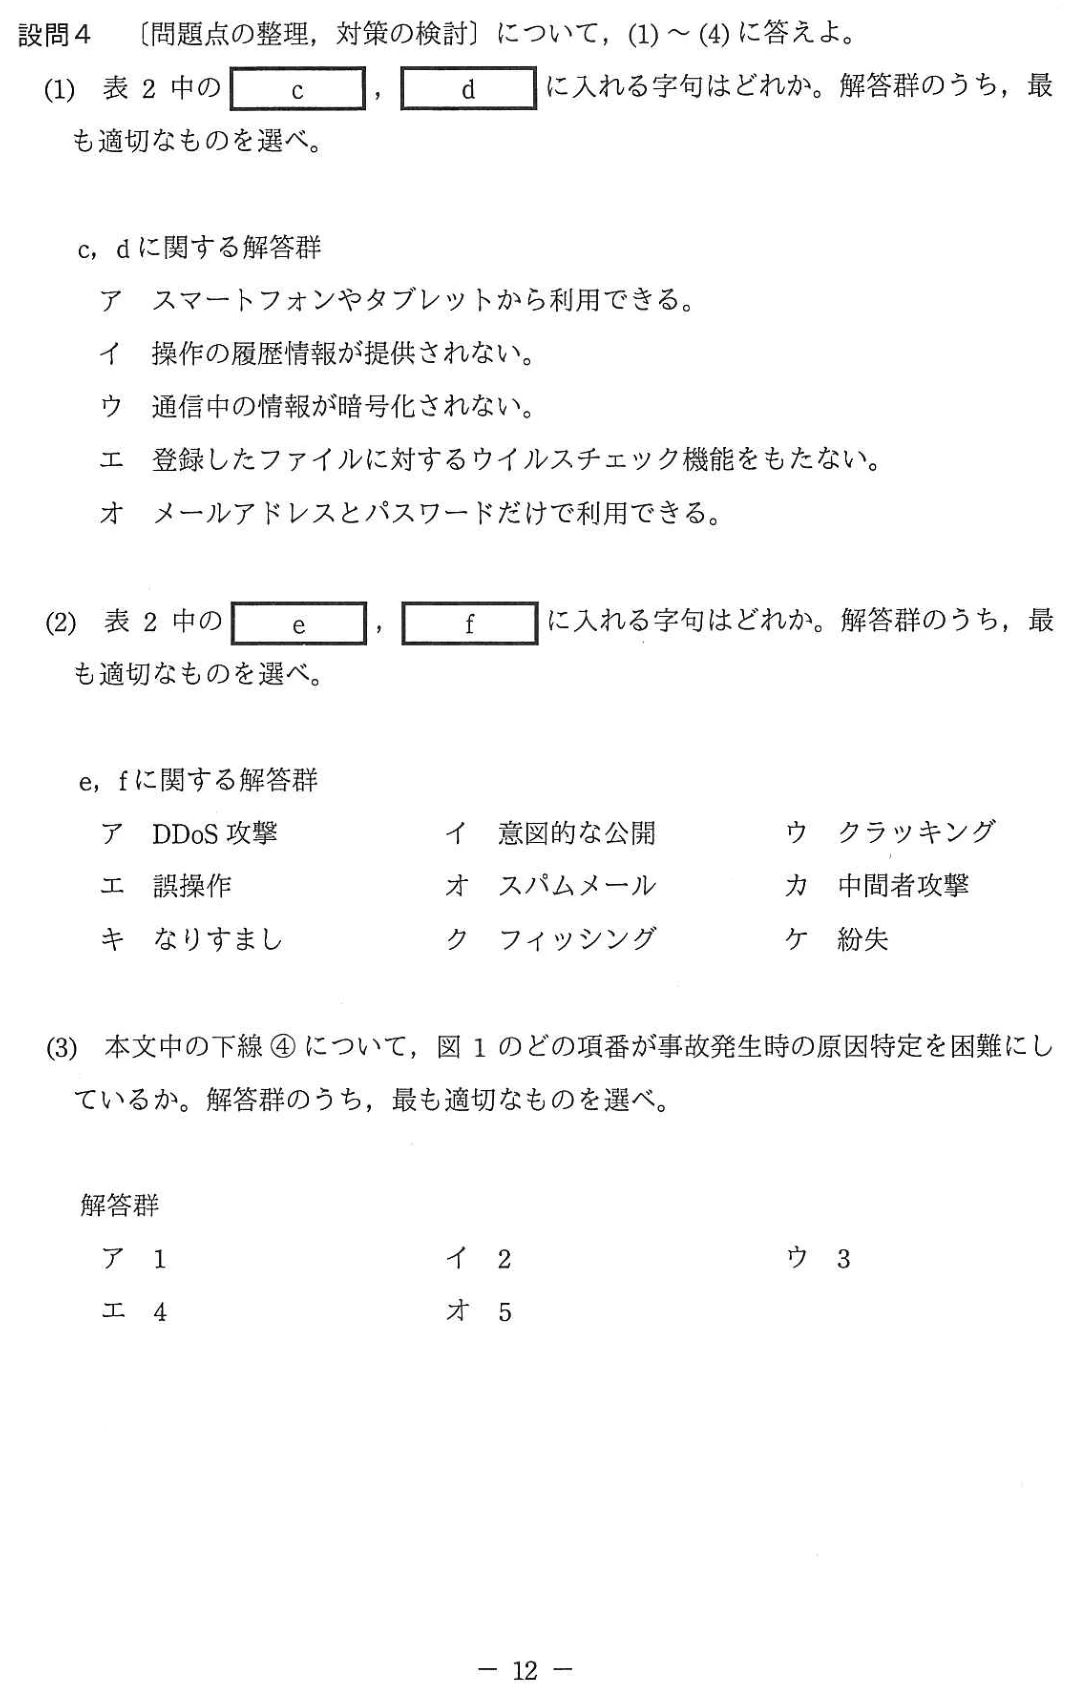 設問4 〔問題点の整理，対策の検討〕について，(1)～(4)に答えよ。
(1) 表2中の c ， d に入れる字句はどれか。解答群のうち，最
も適切なものを選べ。
c，dに関する解答群
ア スマートフォンやタブレットから利用できる。
イ 操作の履歴情報が提供されない。
ウ 通信中の情報が暗号化されない。
エ 登録したファイルに対するウイルスチェック機能をもたない。
オ メールアドレスとパスワードだけで利用できる。
(2) 表2中の e ， f に入れる字句はどれか。解答群のうち，最
も適切なものを選べ。
e，fに関する解答群
ア DDoS攻撃 イ 意図的な公開 ウ クラッキング
エ 誤操作 オ スパムメール カ 中間者攻撃
キ なりすまし ク フィッシング ケ 紛失
(3) 本文中の下線④について，図1のどの項番が事故発生時の原因特定を困難にし
ているか。解答群のうち，最も適切なものを選べ。
解答群
ア 1 イ 2 ウ 3
エ 4 オ 5
－ 12 －